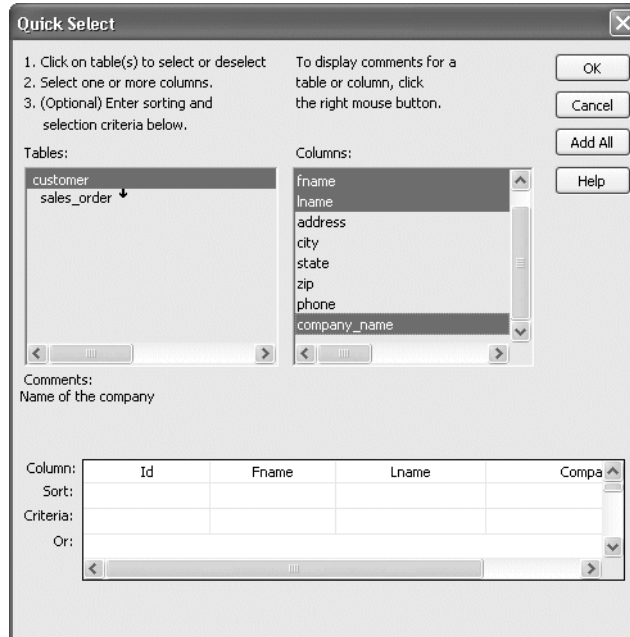 Quick Select
1. Click on table(s) to select or deselect
2. Select one or more columns.
3. (Optional) Enter sorting and
selection criteria below.
To display comments for a
table or column, click
the right mouse button.
OK
Cancel
Add All
Help
Tables:
customer
sales_order
Columns:
fname
lname
address
city
state
zip
phone
company_name
Comments:
Name of the company
Column: Id Fname Lname Compa
Sort:
Criteria:
Or: